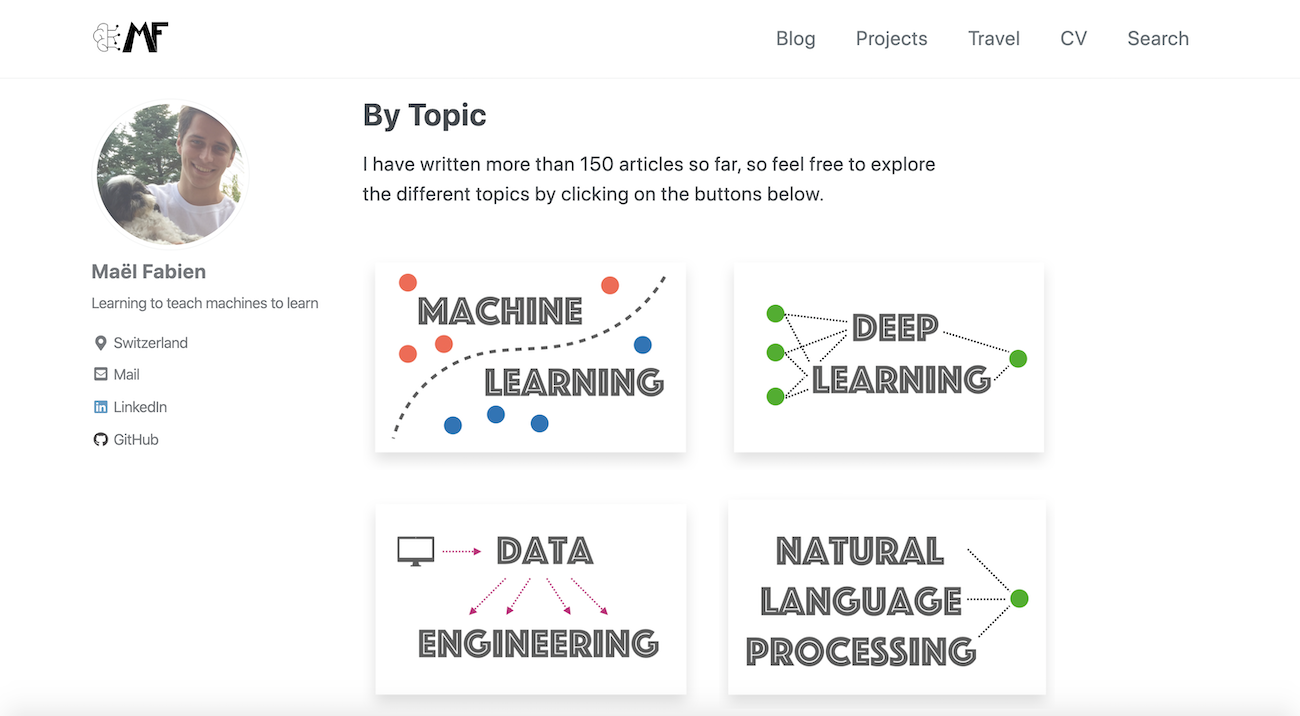 MF
Blog Projects Travel CV Search
Maël Fabien
Learning to teach machines to learn
Switzerland
Mail
LinkedIn
GitHub
By Topic
I have written more than 150 articles so far, so feel free to explore
the different topics by clicking on the buttons below.
MACHINE
LEARNING
DEEP
LEARNING
DATA
ENGINEERING
NATURAL
LANGUAGE
PROCESSING